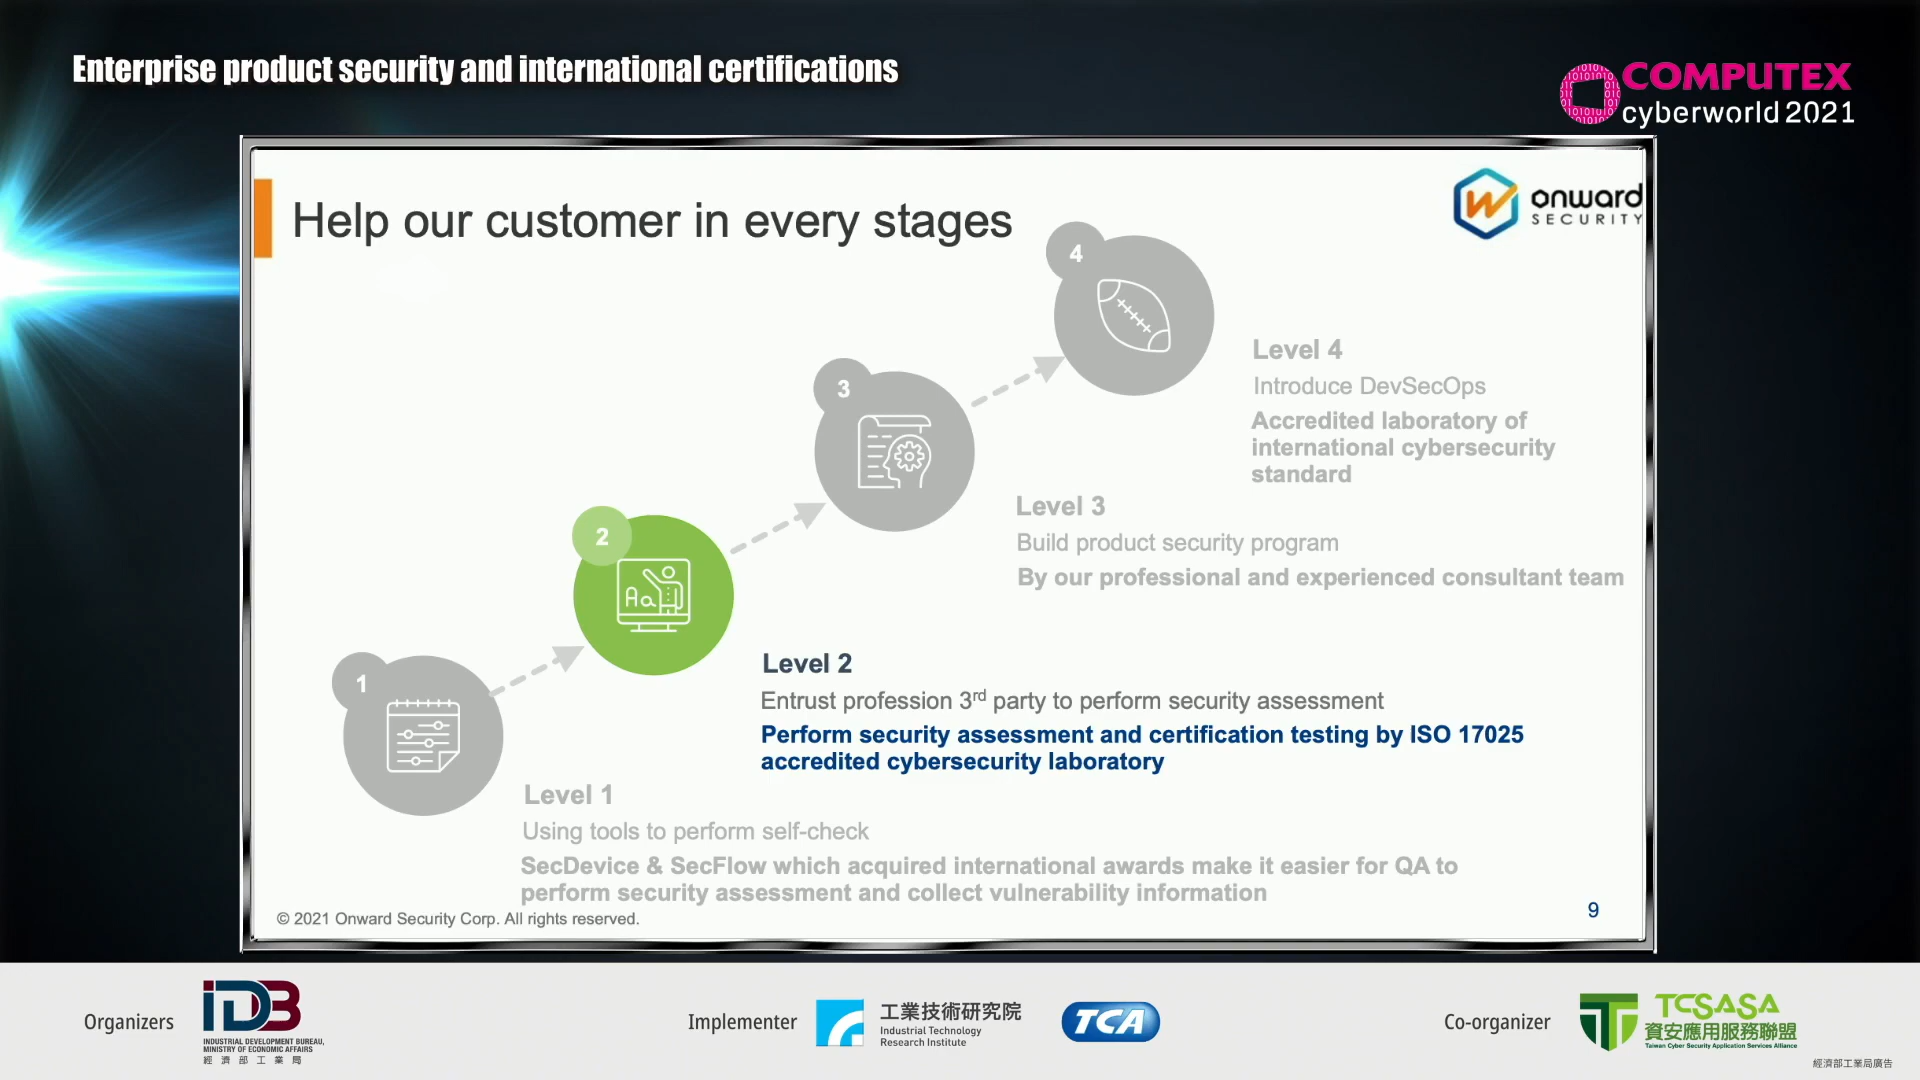 Enterprise product security and international certifications
COMPUTEX
cyberworld 2021
Help our customer in every stages
onward
SECURITY
4
Level 4
Introduce DevSecOps
Accredited laboratory of
international cybersecurity
standard
3
Level 3
Build product security program
By our professional and experienced consultant team
2
Aa
Level 2
Entrust profession 3rd party to perform security assessment
Perform security assessment and certification testing by ISO 17025
accredited cybersecurity laboratory
1
Level 1
Using tools to perform self-check
SecDevice & SecFlow which acquired international awards make it easier for QA to
perform security assessment and collect vulnerability information
© 2021 Onward Security Corp. All rights reserved.
9
Organizers
IDB
INDUSTRIAL DEVELOPMENT BUREAU,
MINISTRY OF ECONOMIC AFFAIRS
經濟部工業局
Implementer
工業技術研究院
Industrial Technology
Research Institute
TCA
Co-organizer
TCSASA
資安應用服務聯盟
Taiwan Cyber Security Application Services Alliance
經濟部工業局廣告